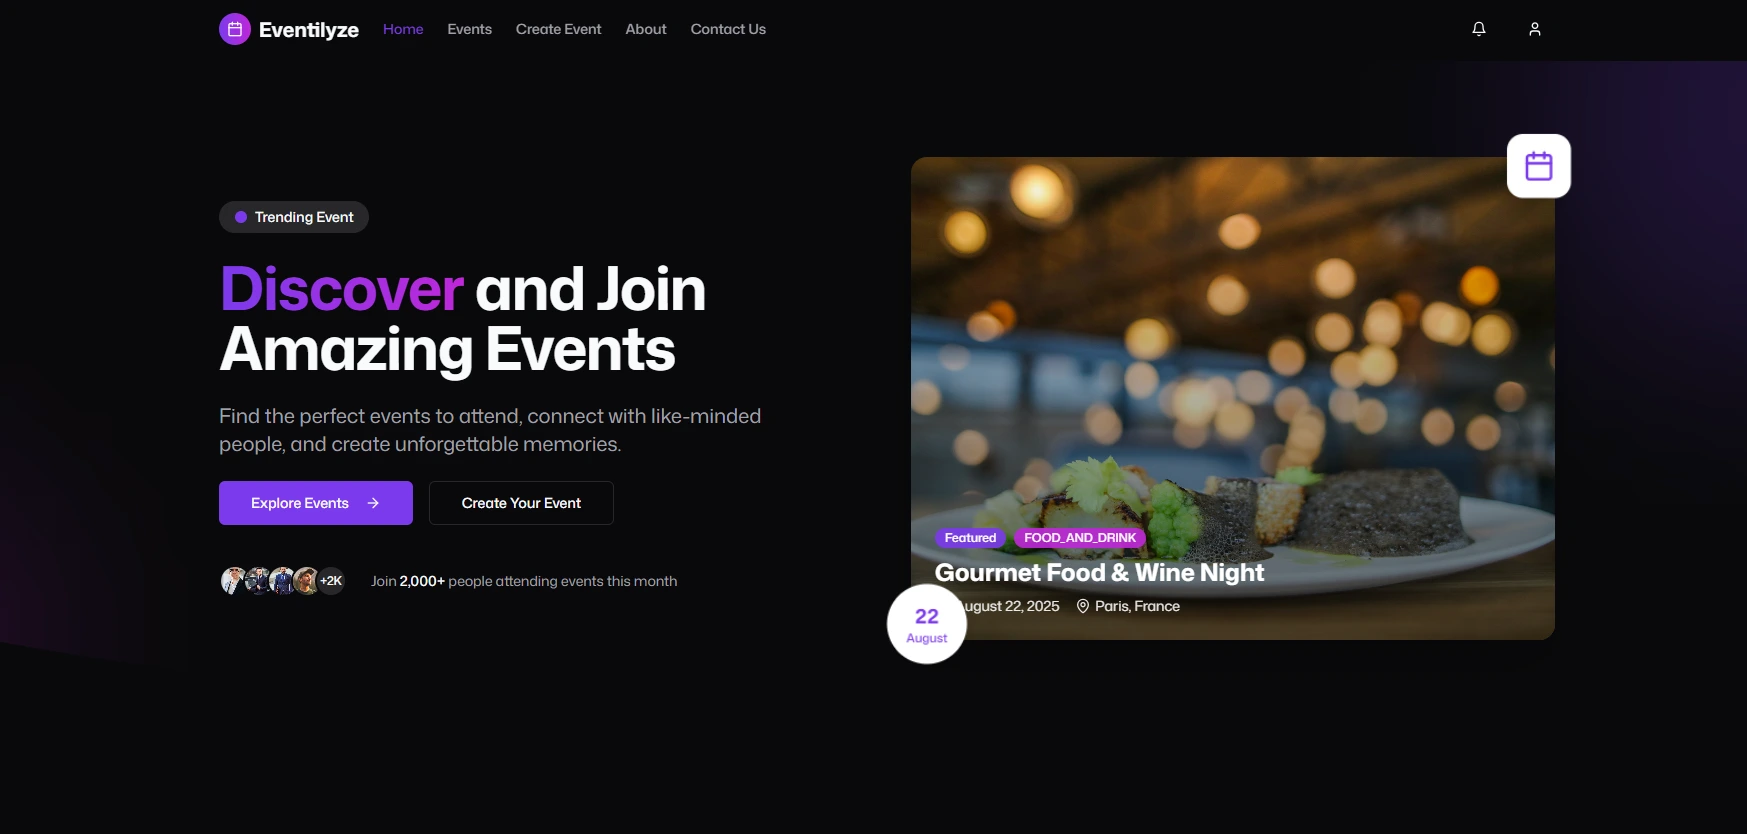 Eventilyze Home Events Create Event About Contact Us
Trending Event
Discover and Join
Amazing Events
Find the perfect events to attend, connect with like-minded
people, and create unforgettable memories.
Explore Events
Create Your Event
+2K
Join 2,000+ people attending events this month
Featured FOOD_AND_DRINK
Gourmet Food & Wine Night
ugust 22, 2025 Paris, France
22
August